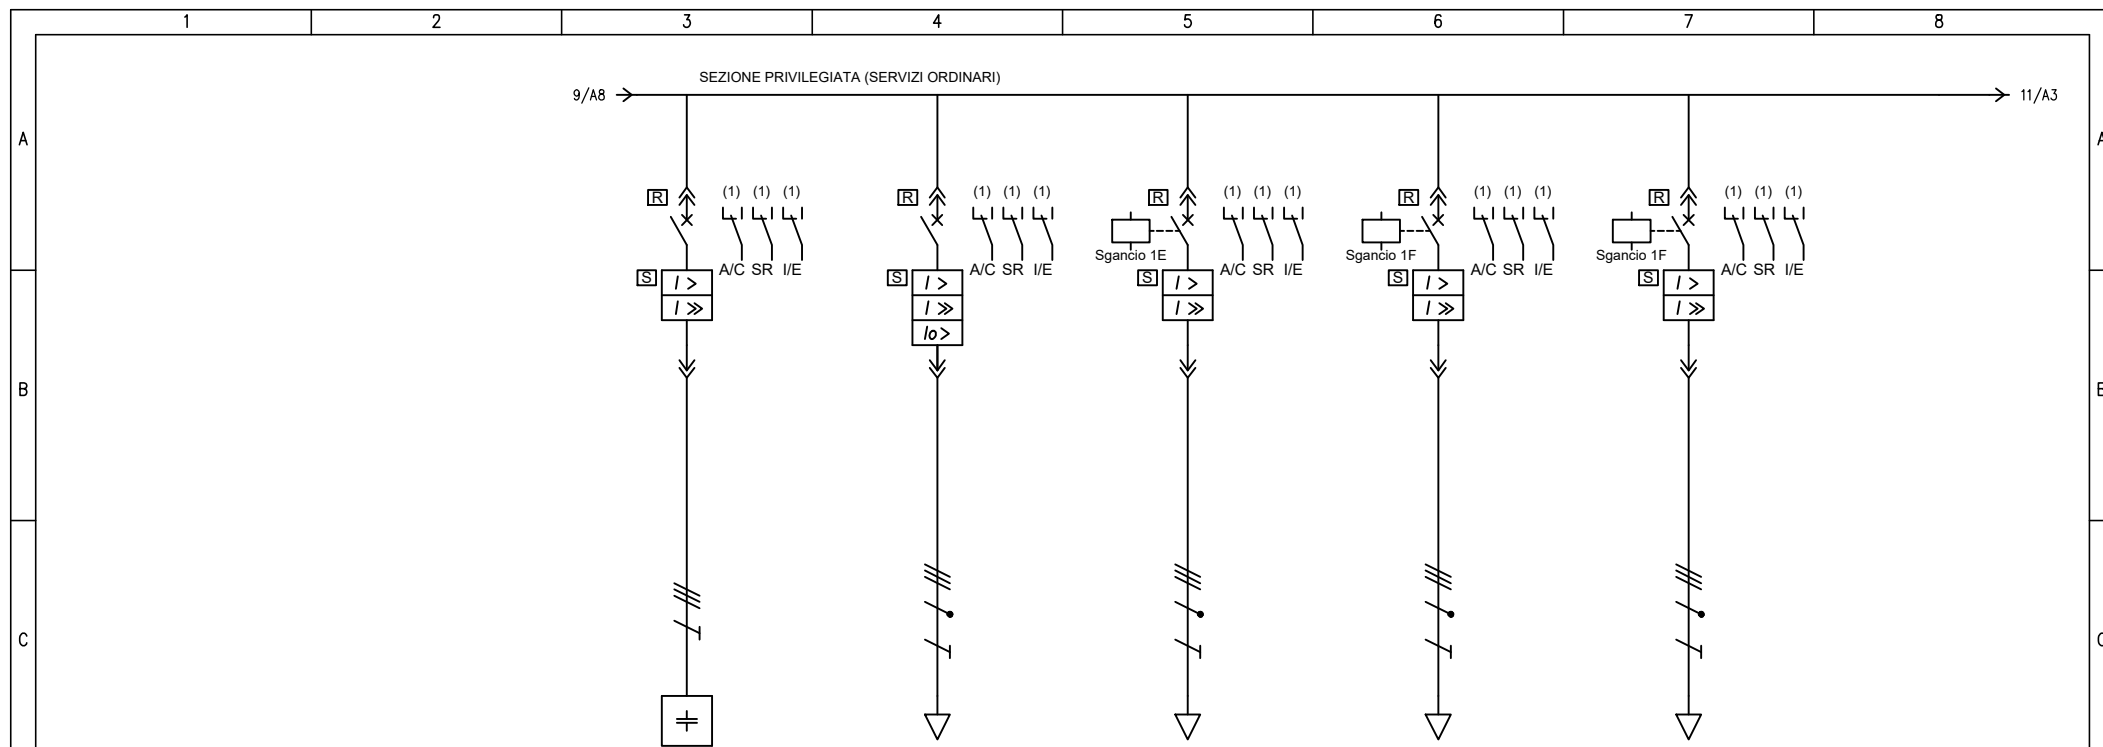 1 2 3 4 5 6 7 8
SEZIONE PRIVILEGIATA (SERVIZI ORDINARI)
9/A8 11/A3
A A
R (1) (1) (1) R (1) (1) (1) R (1) (1) (1) R (1) (1) (1) R (1) (1) (1)
Sgancio 1E Sgancio 1F Sgancio 1F
A/C SR I/E A/C SR I/E A/C SR I/E A/C SR I/E A/C SR I/E
S I > S I > S I > S I > S I >
I >> I >> I >> I >> I >>
Io >
B
C